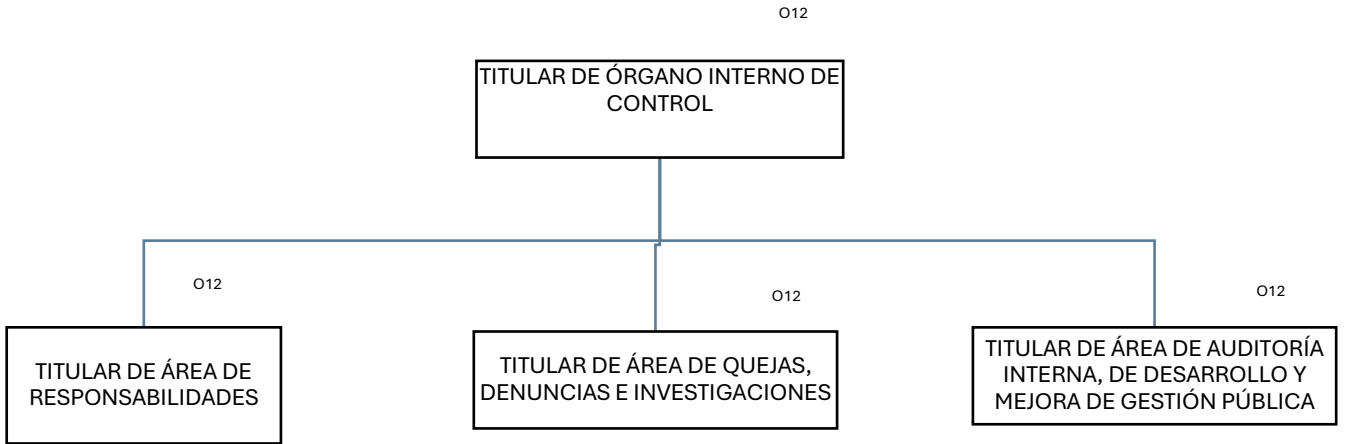 O12
TITULAR DE ÓRGANO INTERNO DE
CONTROL
O12
O12
O12
TITULAR DE ÁREA DE
RESPONSABILIDADES
TITULAR DE ÁREA DE QUEJAS,
DENUNCIAS E INVESTIGACIONES
TITULAR DE ÁREA DE AUDITORÍA
INTERNA, DE DESARROLLO Y
MEJORA DE GESTIÓN PÚBLICA